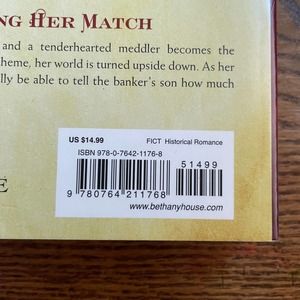 NG HER MATCH
and a tenderhearted meddler becomes the
heme, her world is turned upside down. As her
lly be able to tell the banker's son how much
US $14.99 FICT Historical Romance
ISBN 978-0-7642-1176-8
51499
9 780764 211768
www.bethanyhouse.com
E